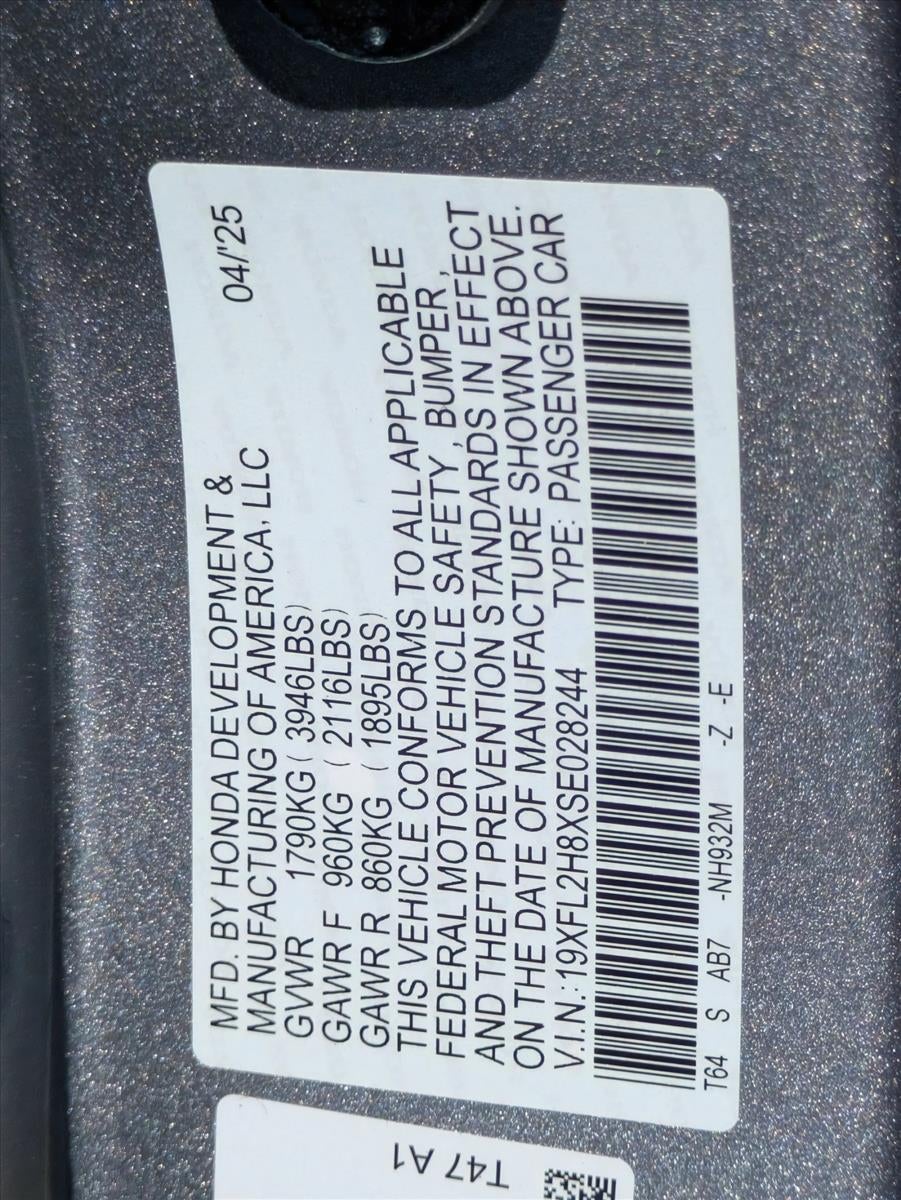 MFD. BY HONDA DEVELOPMENT &
MANUFACTURING OF AMERICA, LLC 04/'25
GVWR 1790KG ( 3946LBS)
GAWR F 960KG ( 2116LBS)
GAWR R 860KG ( 1895LBS)
THIS VEHICLE CONFORMS TO ALL APPLICABLE
FEDERAL MOTOR VEHICLE SAFETY , BUMPER ,
AND THEFT PREVENTION STANDARDS IN EFFECT
ON THE DATE OF MANUFACTURE SHOWN ABOVE.
V.I.N.:19XFL2H8XSE028244 TYPE: PASSENGER CAR
T64 S AB7 -NH932M -Z -E
T47 A1